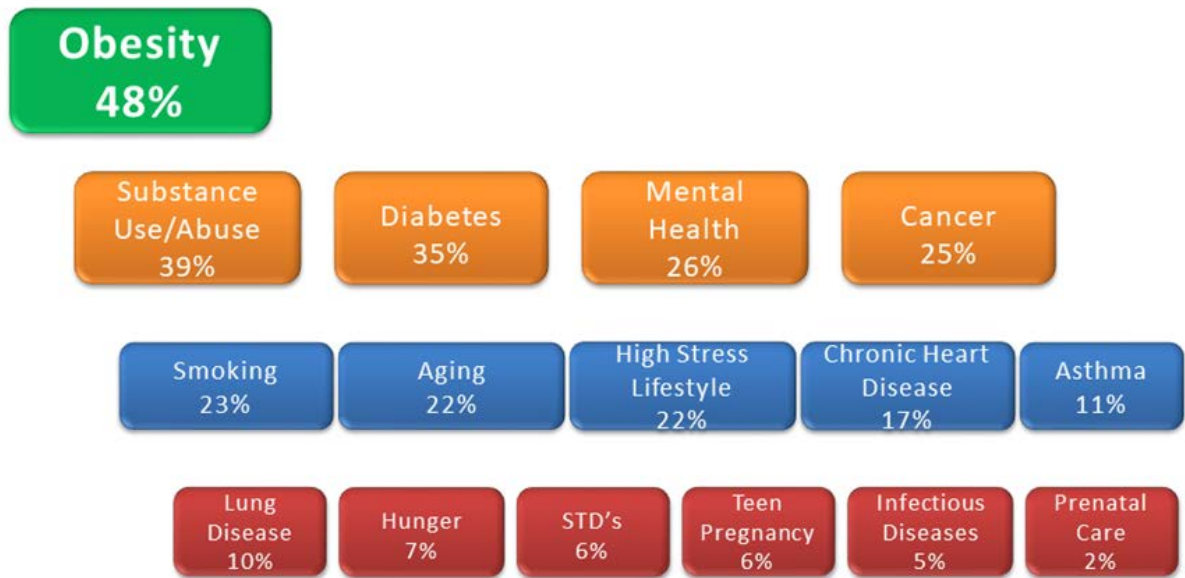 Obesity
48%
Substance
Use/Abuse
39%
Diabetes
35%
Mental
Health
26%
Cancer
25%
Smoking
23%
Aging
22%
High Stress
Lifestyle
22%
Chronic Heart
Disease
17%
Asthma
11%
Lung
Disease
10%
Hunger
7%
STD’s
6%
Teen
Pregnancy
6%
Infectious
Diseases
5%
Prenatal
Care
2%